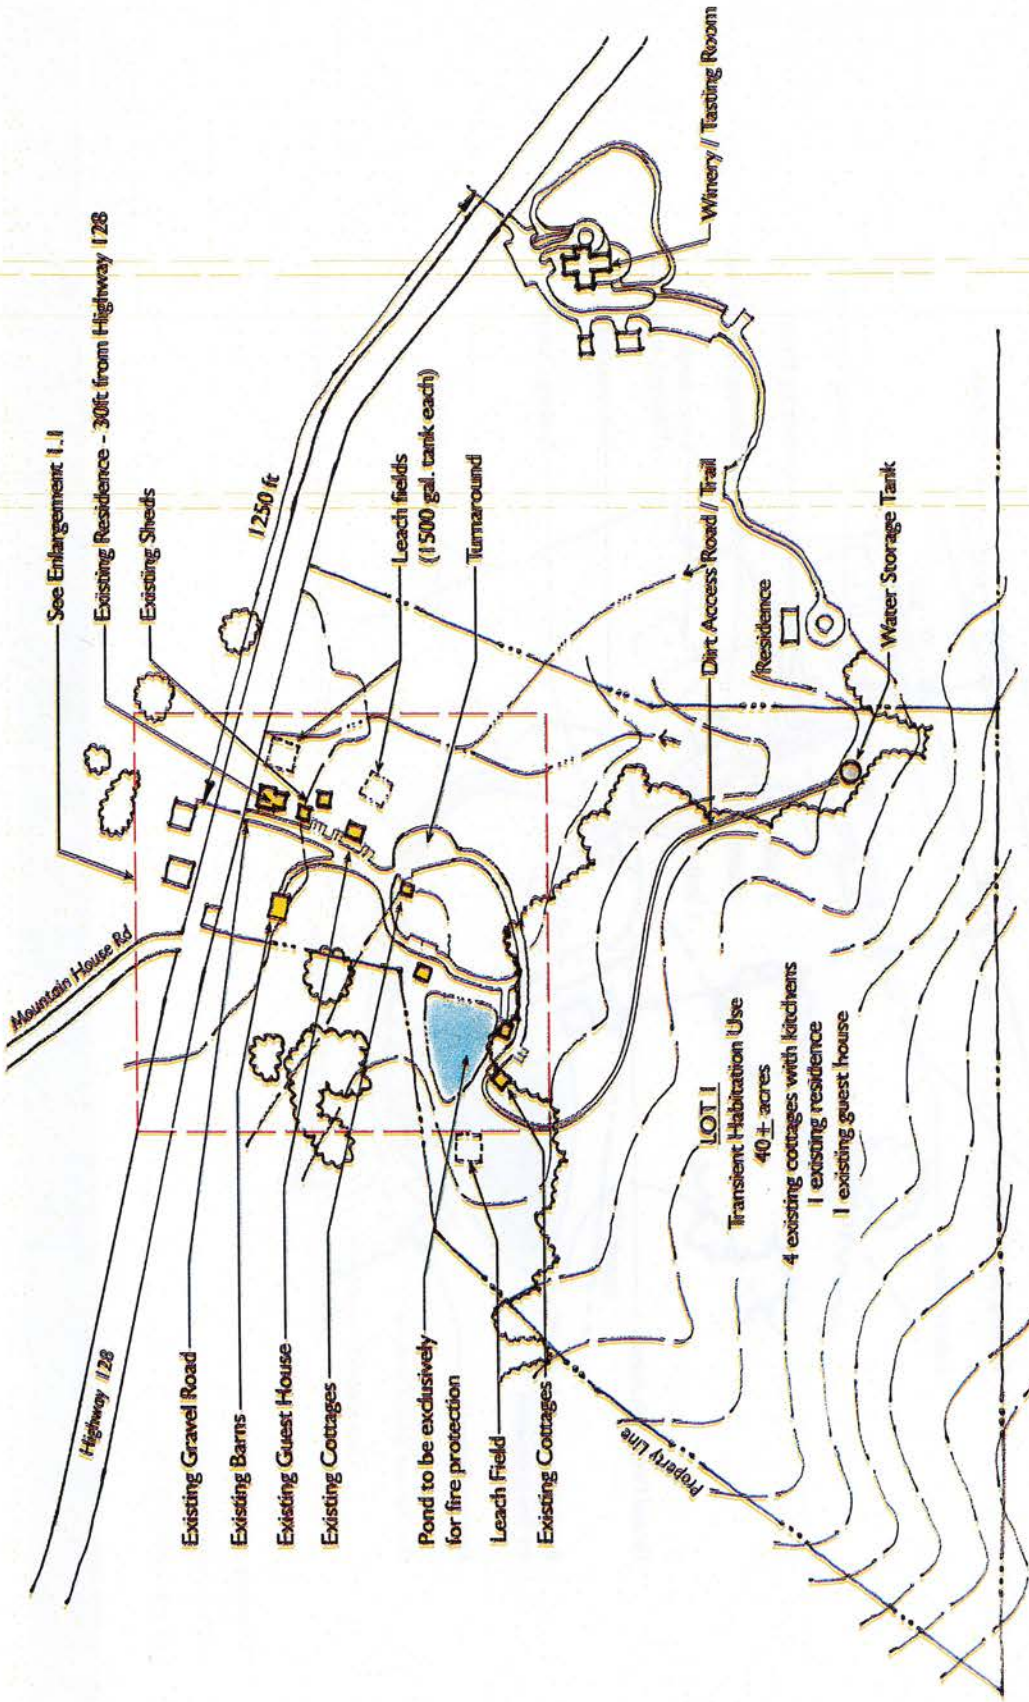 See Enlargement 1.1
Existing Residence - 30ft from Highway 128
Existing Sheds
1250 ft
Leach fields
(1500 gal. tank each)
Turnaround
Winery / Tasting Room
Mountain House Rd
Highway 128
Existing Gravel Road
Existing Barns
Existing Guest House
Existing Cottages
Pond to be exclusively
for fire protection
Leach Field
Existing Cottages
Dirt Access Road / Trail
Residence
Water Storage Tank
LOT 1
Transient Habitation Use
40± acres
4 existing cottages with kitchens
1 existing residence
1 existing guest house
Property Line